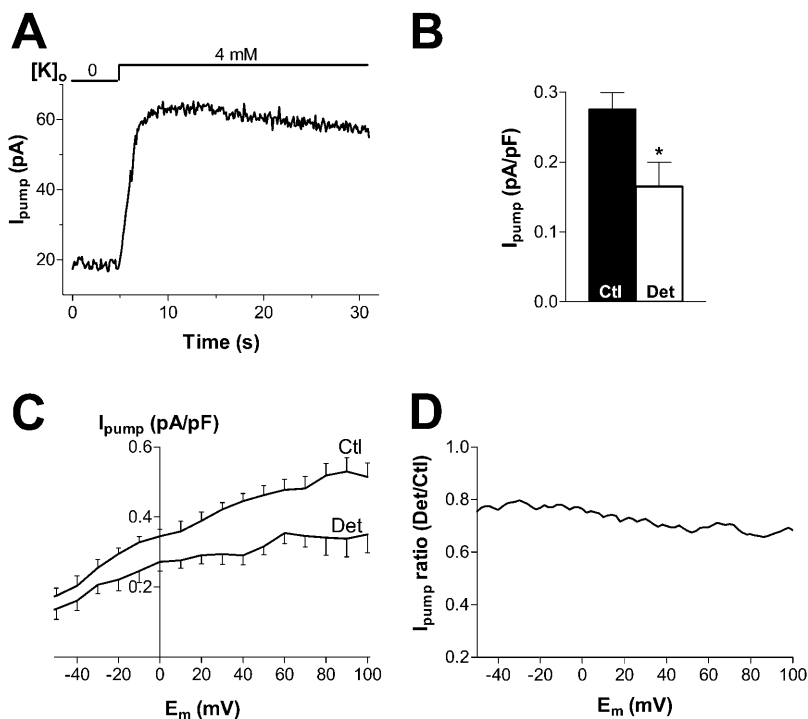 A
[K]o 0 4 mM
60
40
20
Ipump (pA)
0 10 20 30
Time (s)
B
0.3
0.2
0.1
0.0
Ipump (pA/pF)
*
Ctl Det
C
Ipump (pA/pF)
0.6
0.4
0.2
Ctl
Det
-40 -20 0 20 40 60 80 100
Em (mV)
D
1.0
0.8
0.6
0.4
0.2
Ipump ratio (Det/Ctl)
-40 -20 0 20 40 60 80 100
Em (mV)